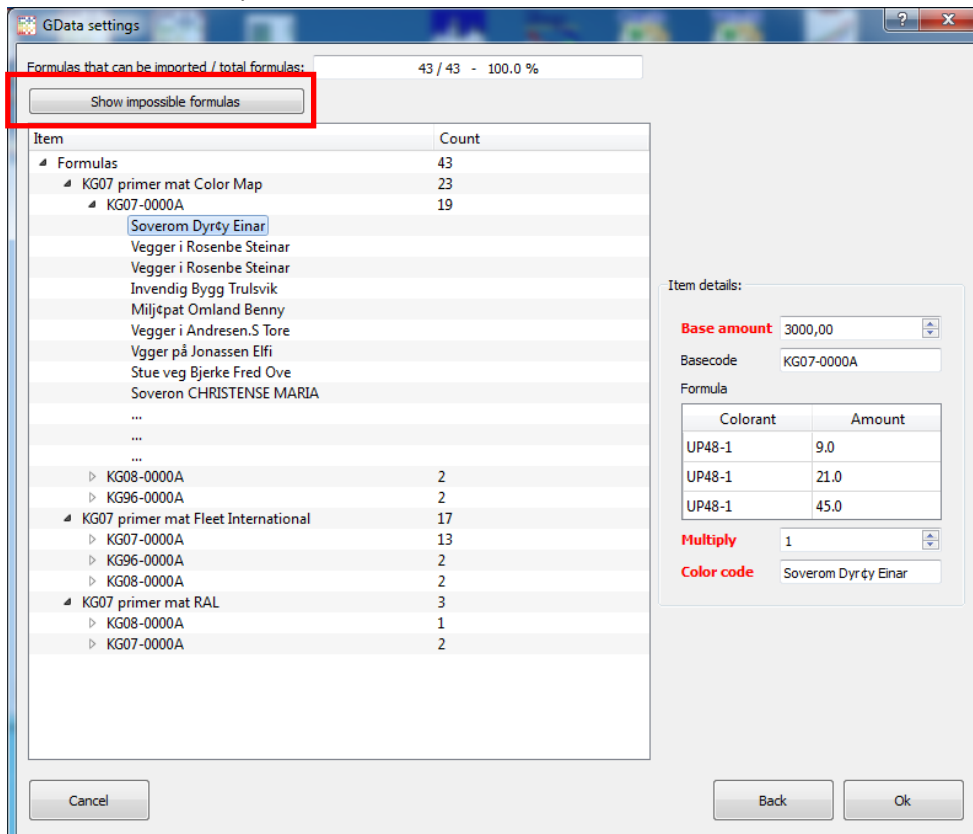 GData settings
Formulas that can be imported / total formulas: 43 / 43 - 100.0 %
Show impossible formulas
Item Count
Formulas 43
KG07 primer mat Color Map 23
KG07-0000A 19
Soverom Dyr¢y Einar
Vegger i Rosenbe Steinar
Vegger i Rosenbe Steinar
Invendig Bygg Trulsvik
Milj¢pat Omland Benny
Vegger i Andresen.S Tore
Vgger på Jonassen Elfi
Stue veg Bjerke Fred Ove
Soveron CHRISTENSE MARIA
...
...
...
KG08-0000A 2
KG96-0000A 2
KG07 primer mat Fleet International 17
KG07-0000A 13
KG96-0000A 2
KG08-0000A 2
KG07 primer mat RAL 3
KG08-0000A 1
KG07-0000A 2
Item details:
Base amount 3000,00
Basecode KG07-0000A
Formula
Colorant Amount
UP48-1 9.0
UP48-1 21.0
UP48-1 45.0
Multiply 1
Color code Soverom Dyr¢y Einar
Cancel Back Ok